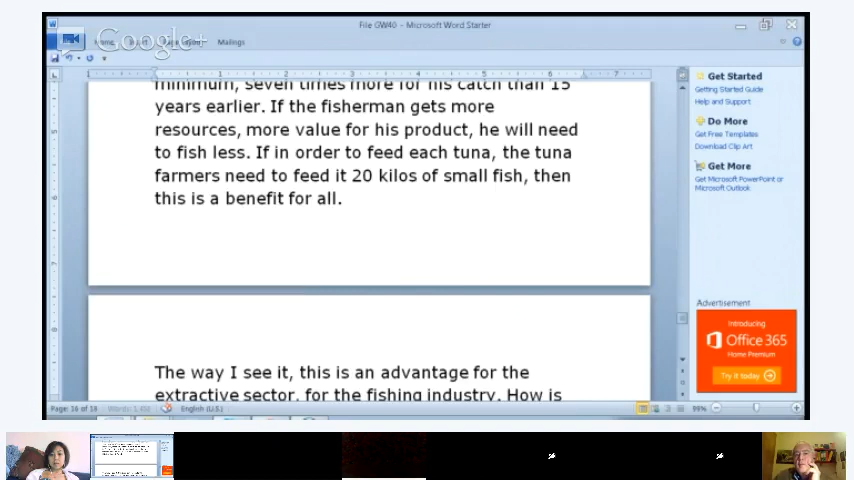 File GW40 - Microsoft Word Starter
Google+
Mailings
minimum, seven times more for his catch than 15
years earlier. If the fisherman gets more
resources, more value for his product, he will need
to fish less. If in order to feed each tuna, the tuna
farmers need to feed it 20 kilos of small fish, then
this is a benefit for all.
The way I see it, this is an advantage for the
extractive sector, for the fishing industry. How is
Get Started
Getting Started Guide
Help and Support
Do More
Get Free Templates
Download Clip Art
Get More
Get Microsoft PowerPoint or
Microsoft Outlook
Advertisement
Introducing
Office 365
Home Premium
Try it today
Page: 16 of 18
English (U.S.)